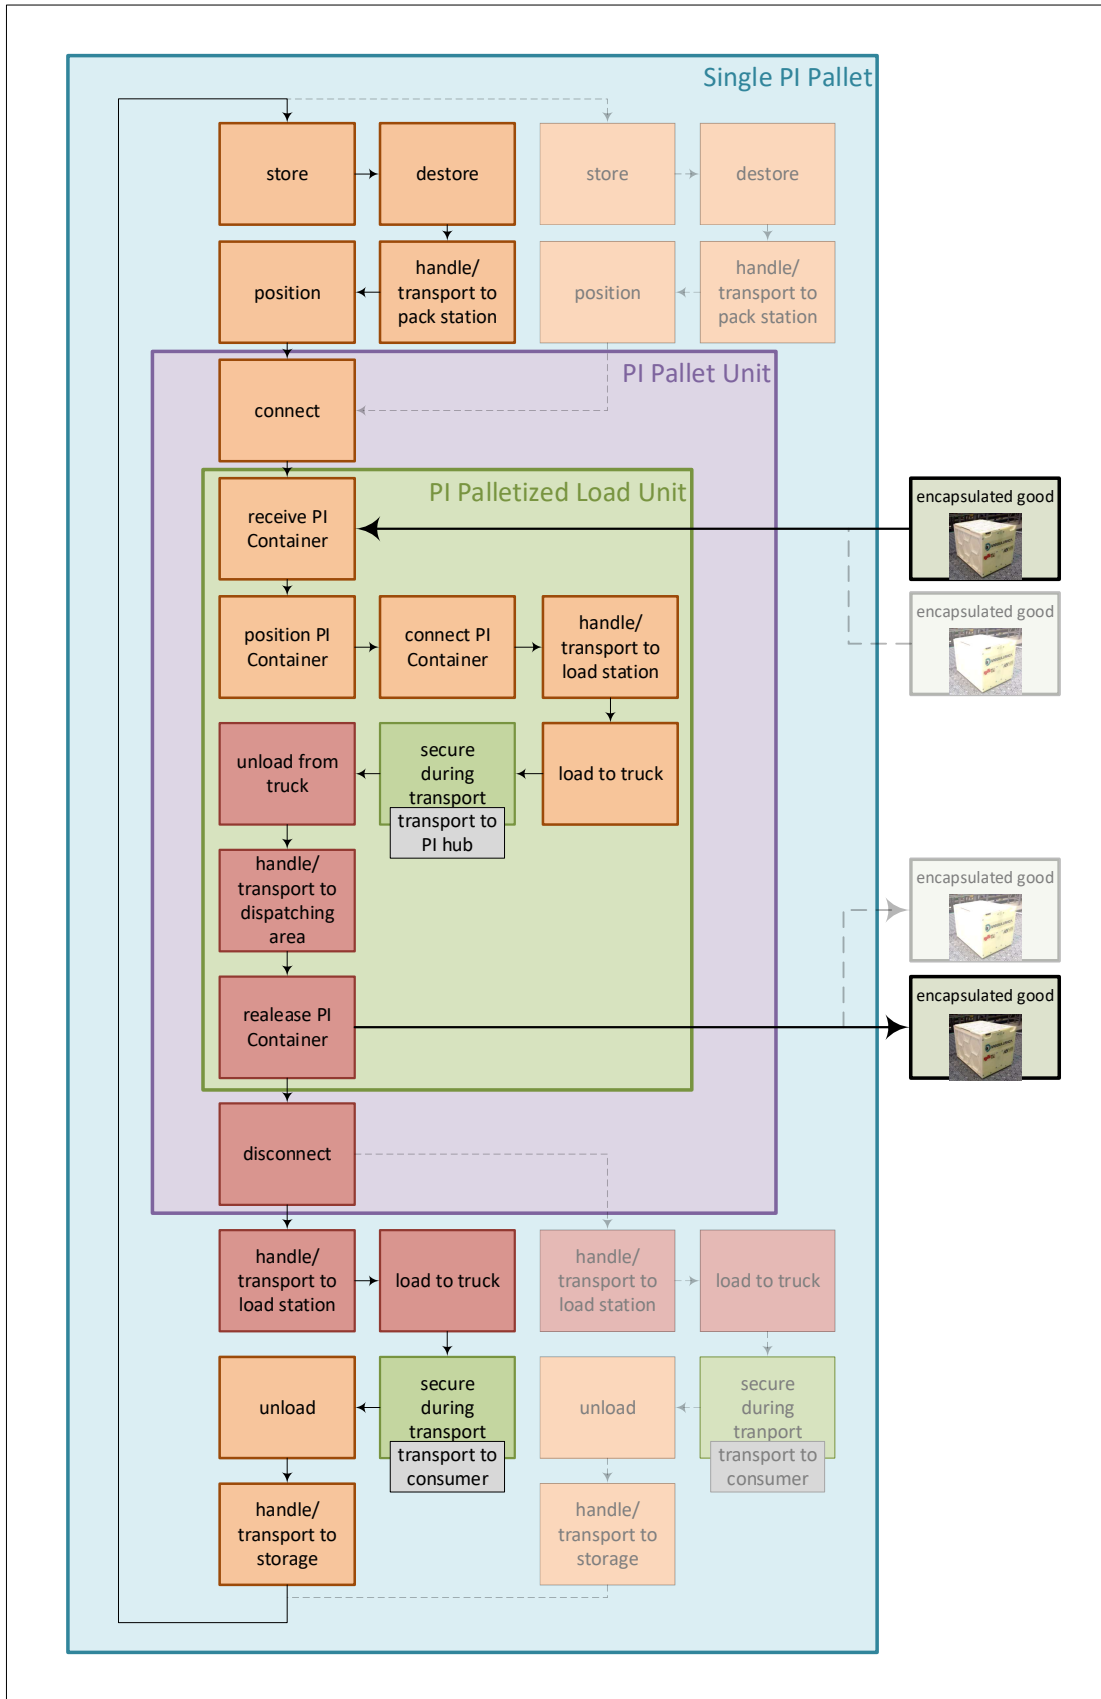 Single PI Pallet
store
destore
store
destore
position
handle/
transport to
pack station
position
handle/
transport to
pack station
PI Pallet Unit
connect
PI Palletized Load Unit
receive PI
Container
encapsulated good
encapsulated good
position PI
Container
connect PI
Container
handle/
transport to
load station
unload from
truck
secure
during
transport
transport to
PI hub
load to truck
handle/
transport to
dispatching
area
encapsulated good
realease PI
Container
encapsulated good
disconnect
handle/
transport to
load station
load to truck
handle/
transport to
load station
load to truck
unload
secure
during
transport
transport to
consumer
unload
secure
during
tranport
transport to
consumer
handle/
transport to
storage
handle/
transport to
storage